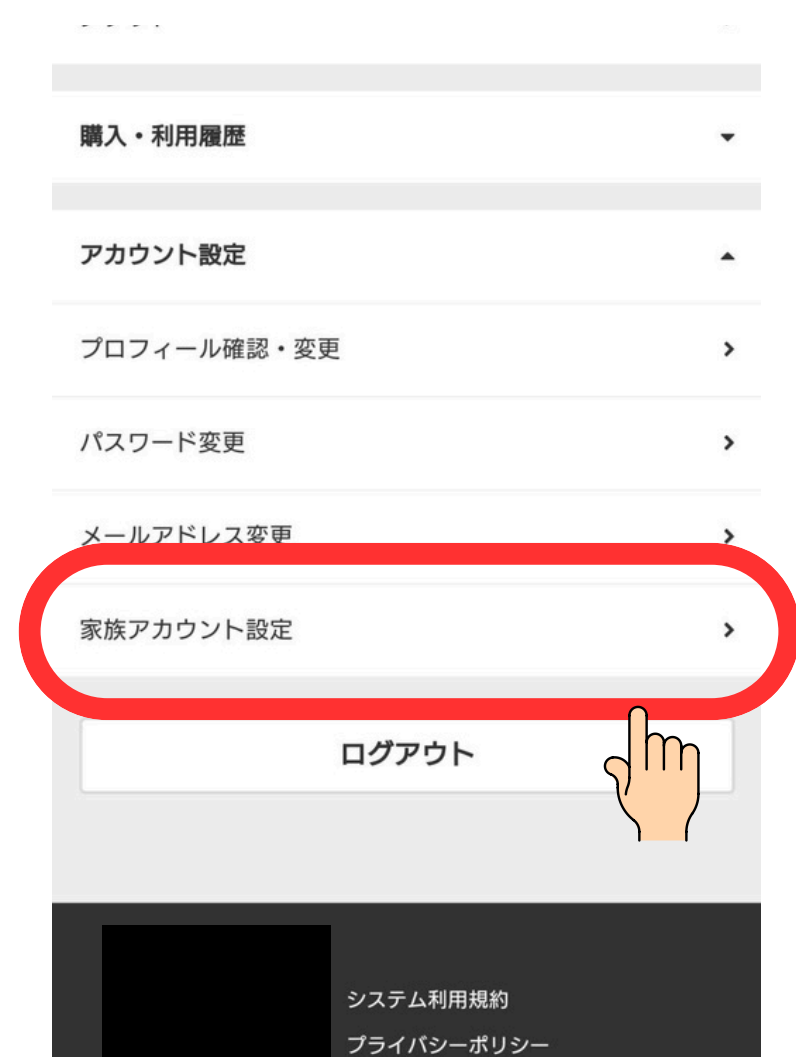 購入・利用履歴
アカウント設定
プロフィール確認・変更
パスワード変更
メールアドレス変更
家族アカウント設定
ログアウト
システム利用規約
プライバシーポリシー